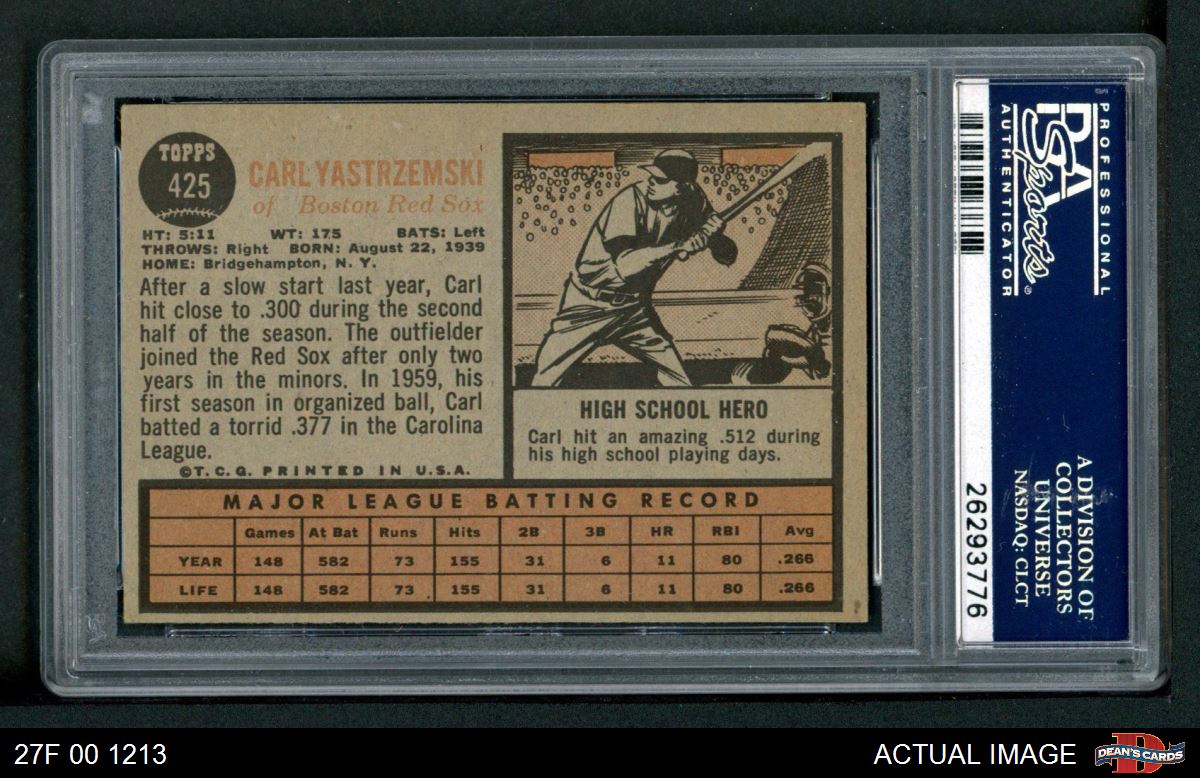 TOPPS
425
CARL YASTRZEMSKI
of Boston Red Sox
HT: 5:11 WT: 175 BATS: Left
THROWS: Right BORN: August 22, 1939
HOME: Bridgehampton, N. Y.
After a slow start last year, Carl
hit close to .300 during the second
half of the season. The outfielder
joined the Red Sox after only two
years in the minors. In 1959, his
first season in organized ball, Carl
batted a torrid .377 in the Carolina
League.
©T.C.G. PRINTED IN U.S.A.
HIGH SCHOOL HERO
Carl hit an amazing .512 during
his high school playing days.
MAJOR LEAGUE BATTING RECORD
Games At Bat Runs Hits 2B 3B HR RBI Avg
YEAR 148 582 73 155 31 6 11 80 .266
LIFE 148 582 73 155 31 6 11 80 .266
PROFESSIONAL
PSA
Sports®
AUTHENTICATOR
A DIVISION OF
COLLECTORS
UNIVERSE
NASDAQ: CLCT
26293776
27F 00 1213
ACTUAL IMAGE
DEAN'S CARDS